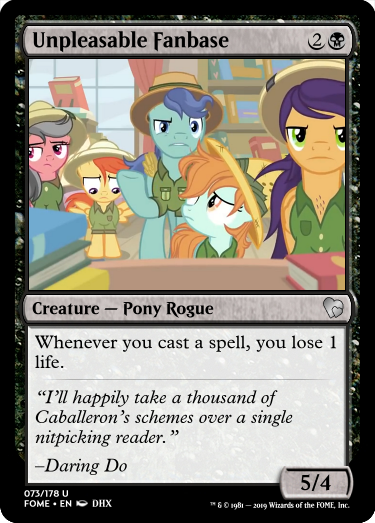 Unpleasable Fanbase 2
Creature — Pony Rogue
Whenever you cast a spell, you lose 1
life.
“I’ll happily take a thousand of
Caballeron’s schemes over a single
nitpicking reader.”
–Daring Do
5/4
073/178 U
FOME • EN DHX
™ & © 1981 — 2019 Wizards of the FOME, Inc.